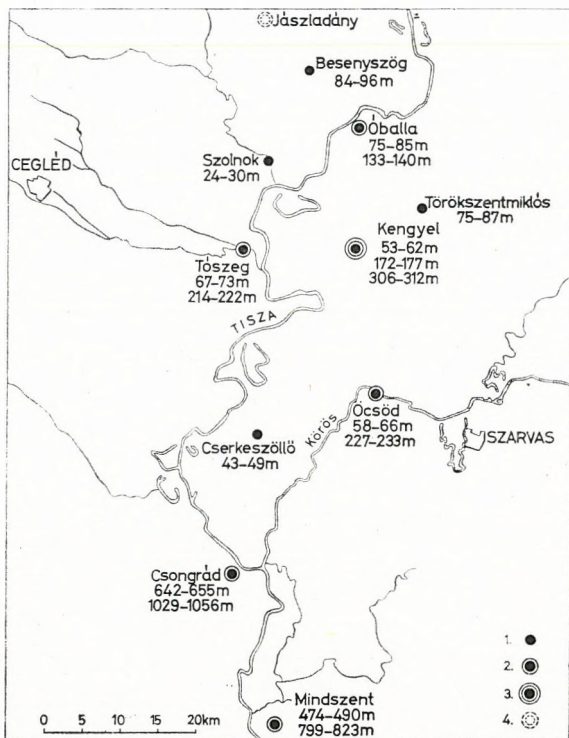 Jászladány
Besenyszög
84–96m
Óballa
75–85m
133–140m
Szolnok
24–30m
CEGLÉD
Törökszentmiklós
75–87m
Kengyel
53–62m
172–177m
306–312m
Tószeg
67–73m
214–222m
TISZA
Öcsöd
58–66m
227–233m
Körös
SZARVAS
Cserkeszöllö
43–49m
Csongrád
642–655m
1029–1056m
1.
2.
3.
4.
Mindszent
474–490m
799–823m
0 5 10 15 20km